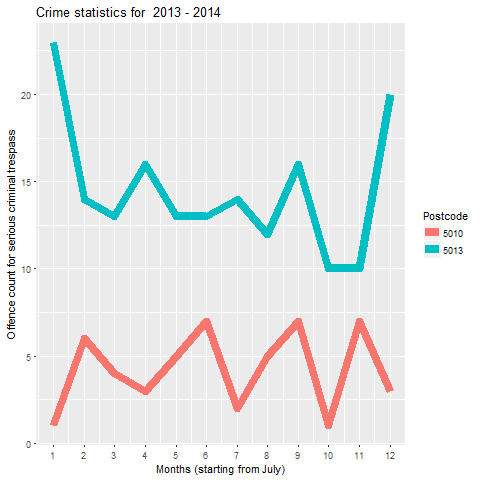 Crime statistics for  2013 - 2014
Offence count for serious criminal trespass
20
15
10
5
0
1 2 3 4 5 6 7 8 9 10 11 12
Months (starting from July)
Postcode
5010
5013